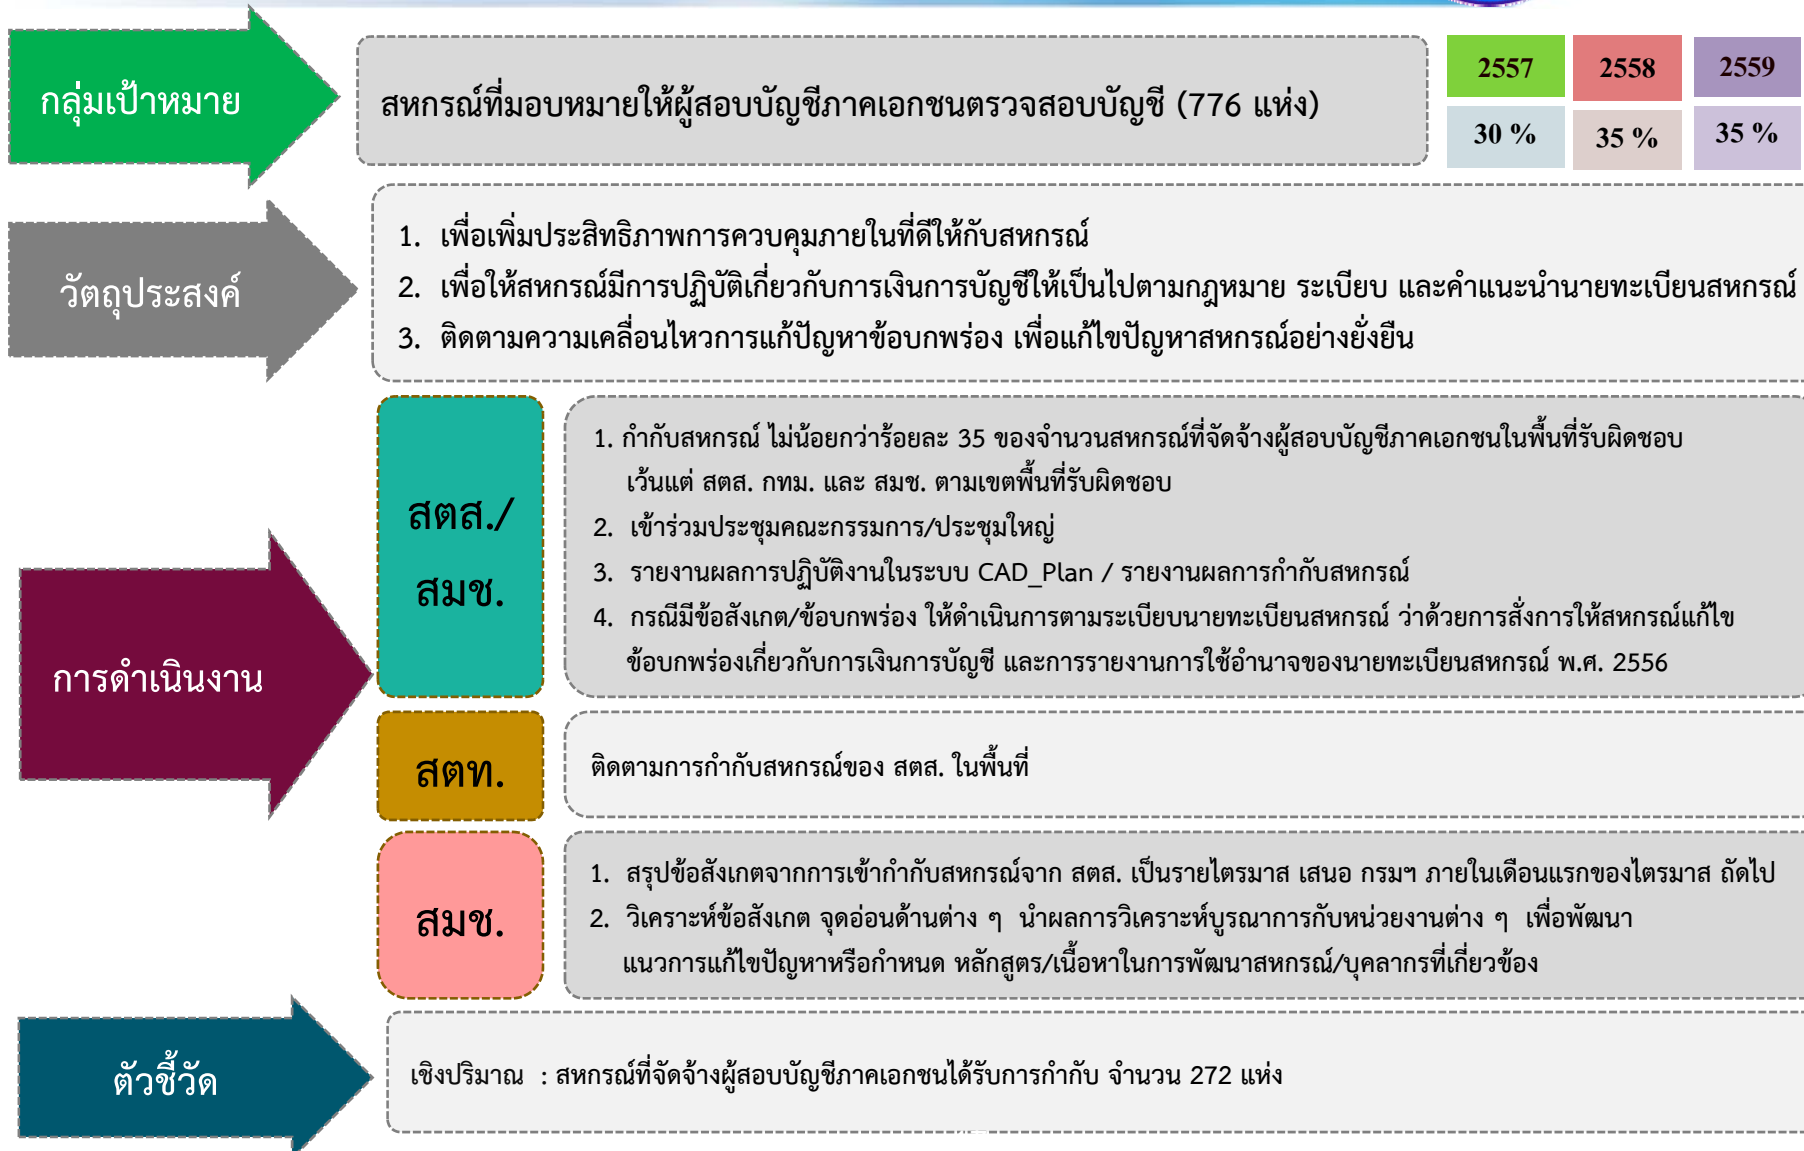 กลุ่มเป้าหมาย
สหกรณ์ที่มอบหมายให้ผู้สอบบัญชีภาคเอกชนตรวจสอบบัญชี (776 แห่ง)
2557 2558 2559
30 % 35 % 35 %
วัตถุประสงค์
1. เพื่อเพิ่มประสิทธิภาพการควบคุมภายในที่ดีให้กับสหกรณ์
2. เพื่อให้สหกรณ์มีการปฏิบัติเกี่ยวกับการเงินการบัญชีให้เป็นไปตามกฎหมาย ระเบียบ และคำแนะนำนายทะเบียนสหกรณ์
3. ติดตามความเคลื่อนไหวการแก้ปัญหาข้อบกพร่อง เพื่อแก้ไขปัญหาสหกรณ์อย่างยั่งยืน
การดำเนินงาน
สตส./
สมช.
1. กำกับสหกรณ์ ไม่น้อยกว่าร้อยละ 35 ของจำนวนสหกรณ์ที่จัดจ้างผู้สอบบัญชีภาคเอกชนในพื้นที่รับผิดชอบ
เว้นแต่ สตส. กทม. และ สมช. ตามเขตพื้นที่รับผิดชอบ
2. เข้าร่วมประชุมคณะกรรมการ/ประชุมใหญ่
3. รายงานผลการปฏิบัติงานในระบบ CAD_Plan / รายงานผลการกำกับสหกรณ์
4. กรณีมีข้อสังเกต/ข้อบกพร่อง ให้ดำเนินการตามระเบียบนายทะเบียนสหกรณ์ ว่าด้วยการสั่งการให้สหกรณ์แก้ไข
ข้อบกพร่องเกี่ยวกับการเงินการบัญชี และการรายงานการใช้อำนาจของนายทะเบียนสหกรณ์ พ.ศ. 2556
สตท.
ติดตามการกำกับสหกรณ์ของ สตส. ในพื้นที่
สมช.
1. สรุปข้อสังเกตจากการเข้ากำกับสหกรณ์จาก สตส. เป็นรายไตรมาส เสนอ กรมฯ ภายในเดือนแรกของไตรมาส ถัดไป
2. วิเคราะห์ข้อสังเกต จุดอ่อนด้านต่าง ๆ นำผลการวิเคราะห์บูรณาการกับหน่วยงานต่าง ๆ เพื่อพัฒนา
แนวการแก้ไขปัญหาหรือกำหนด หลักสูตร/เนื้อหาในการพัฒนาสหกรณ์/บุคลากรที่เกี่ยวข้อง
ตัวชี้วัด
เชิงปริมาณ : สหกรณ์ที่จัดจ้างผู้สอบบัญชีภาคเอกชนได้รับการกำกับ จำนวน 272 แห่ง